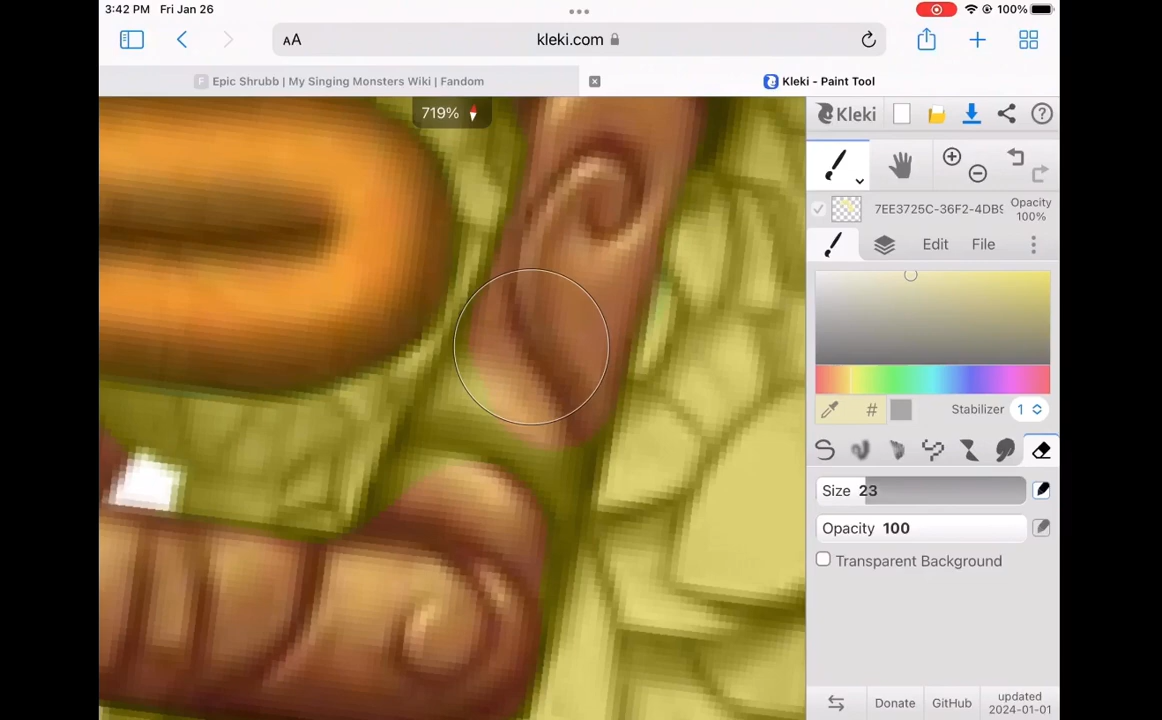 3:42 PM Fri Jan 26
100%
AA
kleki.com
F Epic Shrubb | My Singing Monsters Wiki | Fandom
Kleki - Paint Tool
719%
Kleki
?
7EE3725C-36F2-4DB9
Opacity
100%
Edit
File
#
Stabilizer 1
Size 23
Opacity 100
Transparent Background
Donate
GitHub
updated
2024-01-01